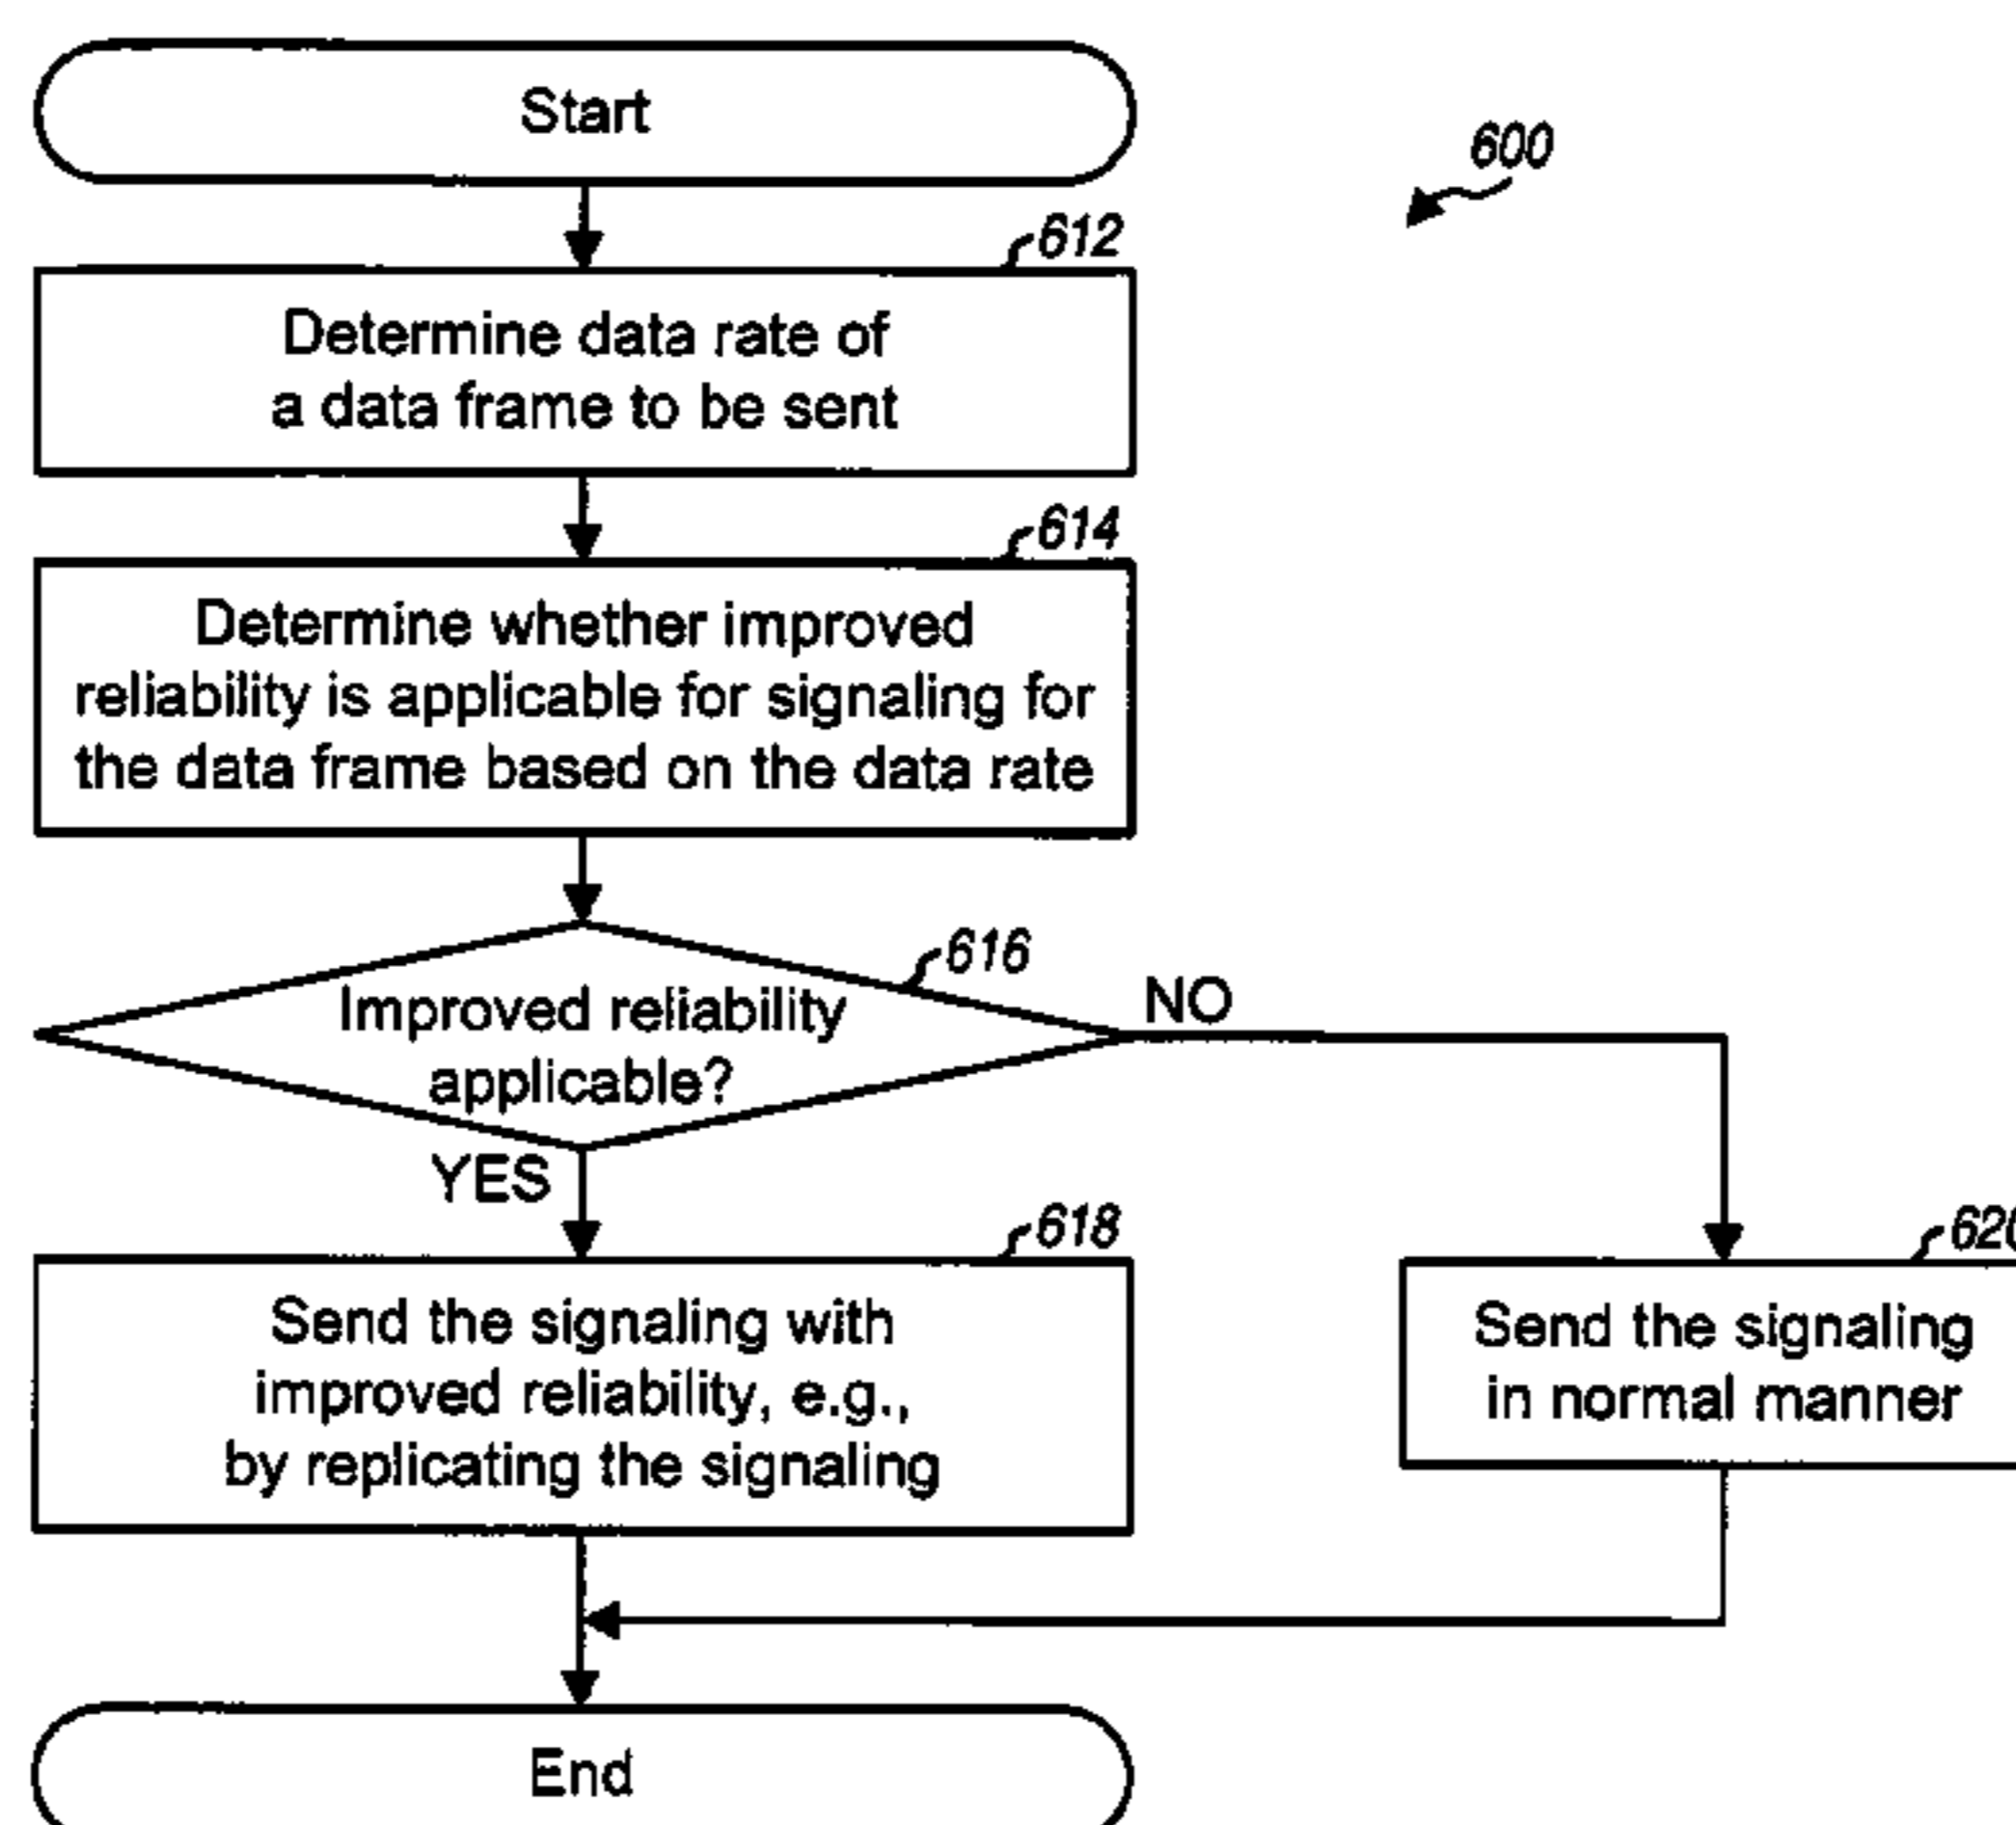 Start
600
612
Determine data rate of
a data frame to be sent
614
Determine whether improved
reliability is applicable for signaling for
the data frame based on the data rate
616
Improved reliability
applicable?
NO
YES
618
Send the signaling with
improved reliability, e.g.,
by replicating the signaling
620
Send the signaling
in normal manner
End